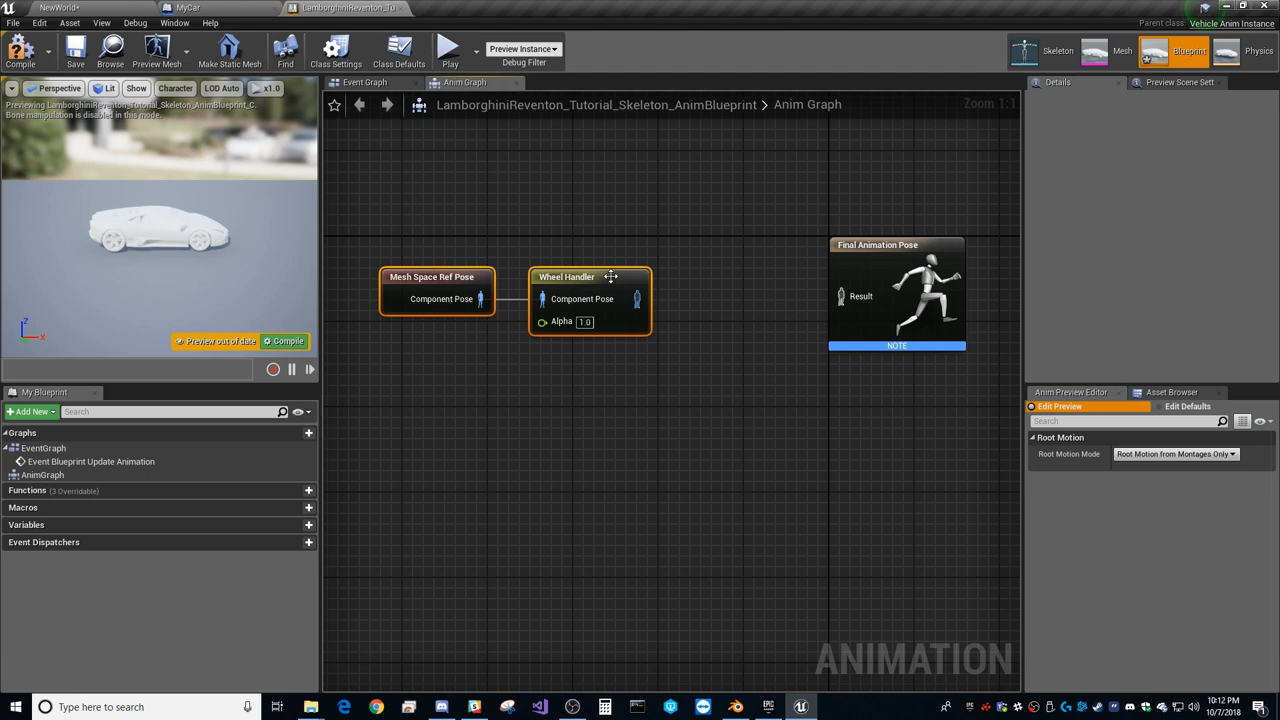 NewWorld*
MyCar
LamborghiniReventon_Tu
File Edit Asset View Debug Window Help
Parent class: Vehicle Anim Instance
Compile
Save
Browse
Preview Mesh
Make Static Mesh
Find
Class Settings
Class Defaults
Play
Preview Instance
Debug Filter
Skeleton
Mesh
Blueprint
Physics
Perspective
Lit
Show
Character
LOD Auto
x1.0
Previewing LamborghiniReventon_Tutorial_Skeleton_AnimBlueprint_C.
Bone manipulation is disabled in this mode.
Z
X
Preview out of date
Compile
Event Graph
Anim Graph
LamborghiniReventon_Tutorial_Skeleton_AnimBlueprint > Anim Graph
Zoom 1:1
Mesh Space Ref Pose
Component Pose
Wheel Handler
Component Pose
Alpha 1.0
Final Animation Pose
Result
NOTE
ANIMATION
My Blueprint
+Add New
Search
Graphs
EventGraph
Event Blueprint Update Animation
AnimGraph
Functions (3 Overridable)
Macros
Variables
Event Dispatchers
Details
Preview Scene Sett
Anim Preview Editor
Asset Browser
Edit Preview
Edit Defaults
Search
Root Motion
Root Motion Mode
Root Motion from Montages Only
Type here to search
10:12 PM
10/7/2018